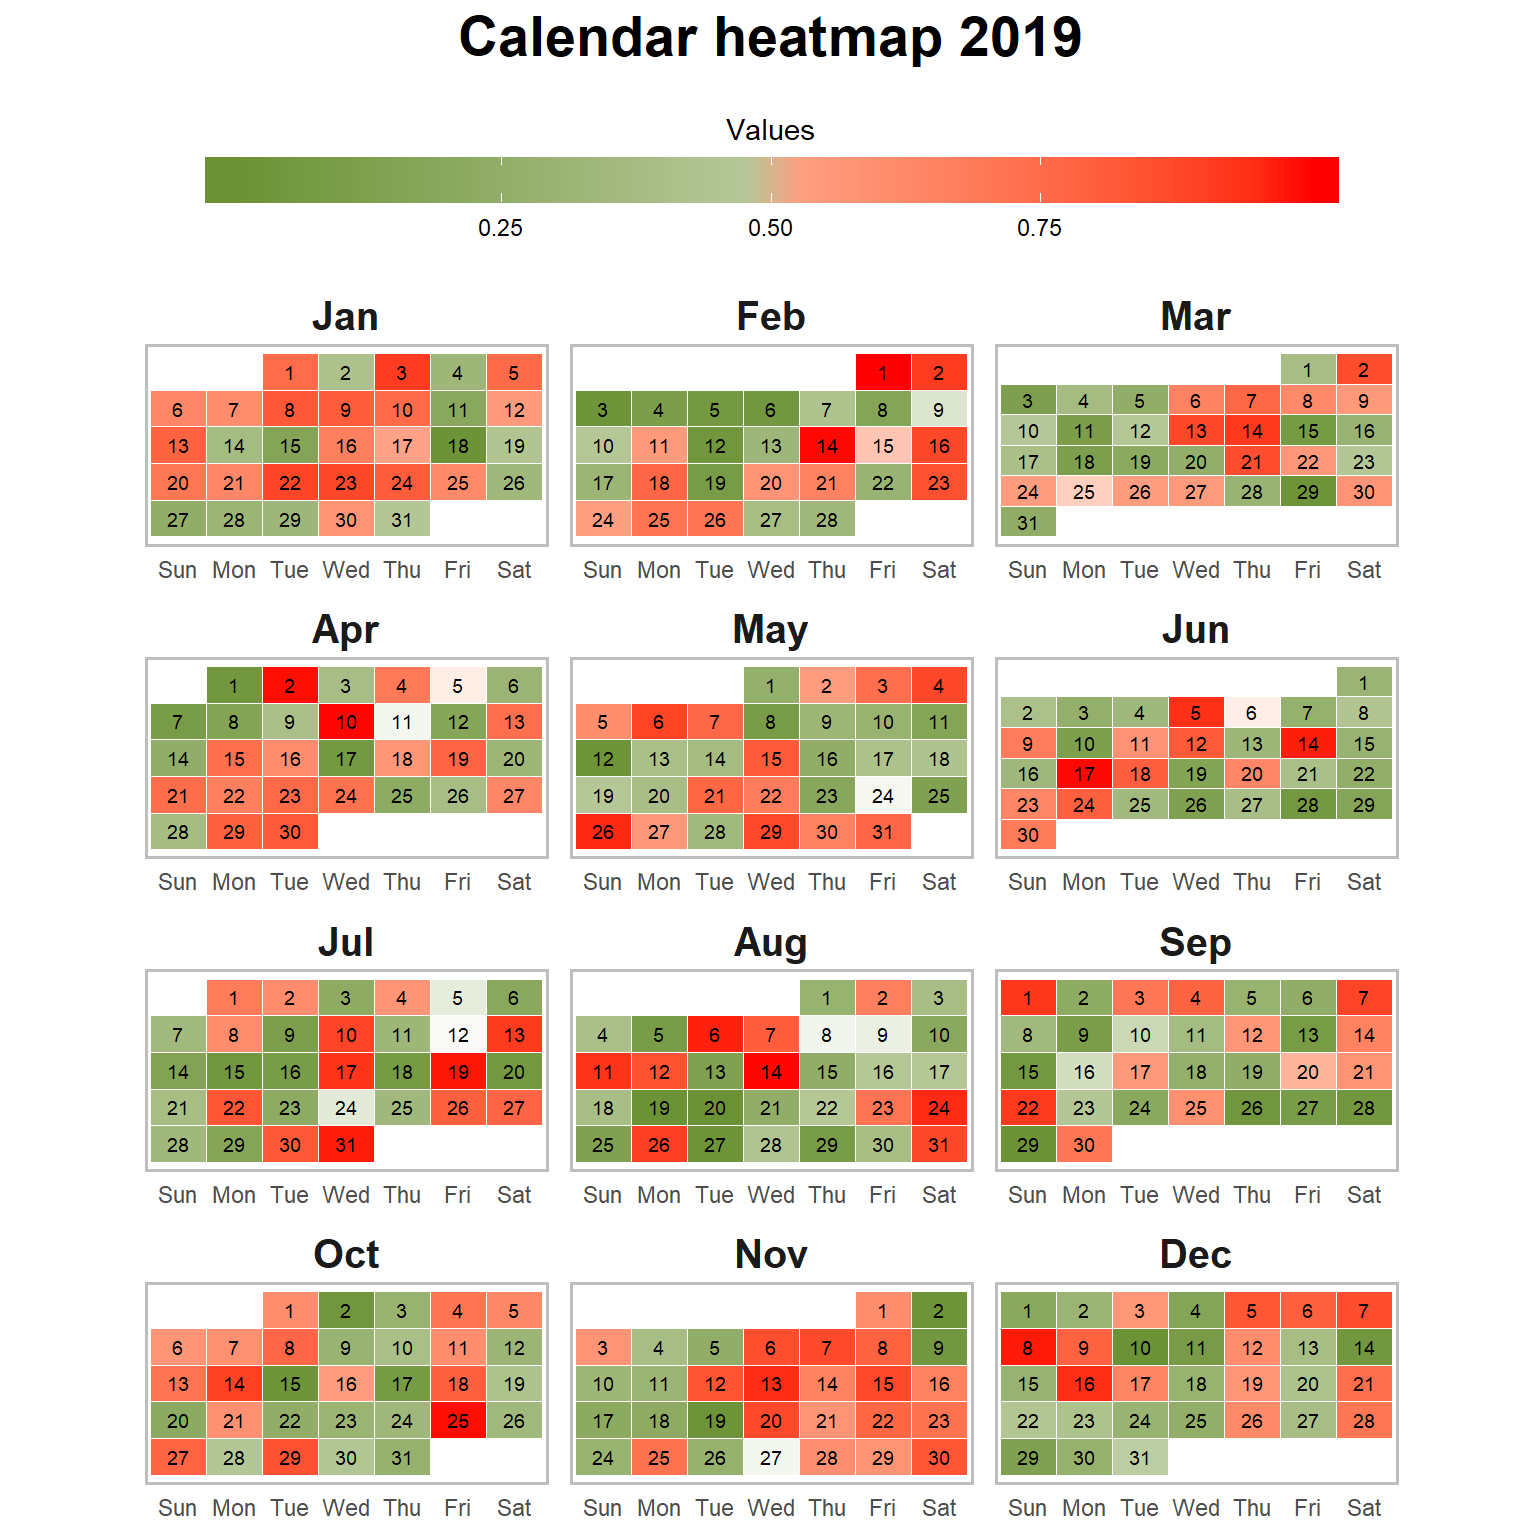 Calendar heatmap 2019
Values
0.25 0.50 0.75
Jan Feb Mar
1 2 3 4 5 1 2 1 2
6 7 8 9 10 11 12 3 4 5 6 7 8 9 3 4 5 6 7 8 9
13 14 15 16 17 18 19 10 11 12 13 14 15 16 10 11 12 13 14 15 16
20 21 22 23 24 25 26 17 18 19 20 21 22 23 17 18 19 20 21 22 23
27 28 29 30 31 24 25 26 27 28 24 25 26 27 28 29 30
31
Sun Mon Tue Wed Thu Fri Sat Sun Mon Tue Wed Thu Fri Sat Sun Mon Tue Wed Thu Fri Sat
Apr May Jun
1 2 3 4 5 6 1 2 3 4 1
7 8 9 10 11 12 13 5 6 7 8 9 10 11 2 3 4 5 6 7 8
14 15 16 17 18 19 20 12 13 14 15 16 17 18 9 10 11 12 13 14 15
21 22 23 24 25 26 27 19 20 21 22 23 24 25 16 17 18 19 20 21 22
28 29 30 26 27 28 29 30 31 23 24 25 26 27 28 29
30
Sun Mon Tue Wed Thu Fri Sat Sun Mon Tue Wed Thu Fri Sat Sun Mon Tue Wed Thu Fri Sat
Jul Aug Sep
1 2 3 4 5 6 1 2 3 1 2 3 4 5 6 7
7 8 9 10 11 12 13 4 5 6 7 8 9 10 8 9 10 11 12 13 14
14 15 16 17 18 19 20 11 12 13 14 15 16 17 15 16 17 18 19 20 21
21 22 23 24 25 26 27 18 19 20 21 22 23 24 22 23 24 25 26 27 28
28 29 30 31 25 26 27 28 29 30 31 29 30
Sun Mon Tue Wed Thu Fri Sat Sun Mon Tue Wed Thu Fri Sat Sun Mon Tue Wed Thu Fri Sat
Oct Nov Dec
1 2 3 4 5 1 2 1 2 3 4 5 6 7
6 7 8 9 10 11 12 3 4 5 6 7 8 9 8 9 10 11 12 13 14
13 14 15 16 17 18 19 10 11 12 13 14 15 16 15 16 17 18 19 20 21
20 21 22 23 24 25 26 17 18 19 20 21 22 23 22 23 24 25 26 27 28
27 28 29 30 31 24 25 26 27 28 29 30 29 30 31
Sun Mon Tue Wed Thu Fri Sat Sun Mon Tue Wed Thu Fri Sat Sun Mon Tue Wed Thu Fri Sat